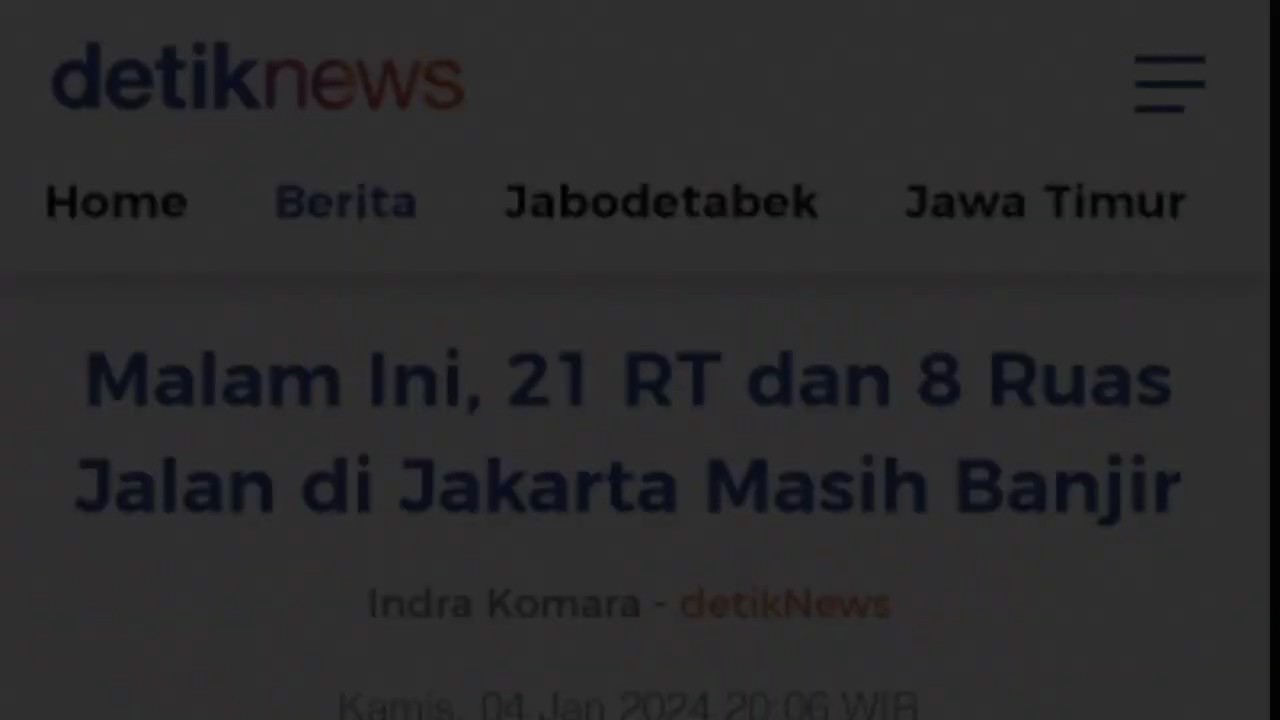 detiknews
Home Berita Jabodetabek Jawa Timur
Malam Ini, 21 RT dan 8 Ruas
Jalan di Jakarta Masih Banjir
Indra Komara - detikNews
Kamis, 04 Jan 2024 20:06 WIB